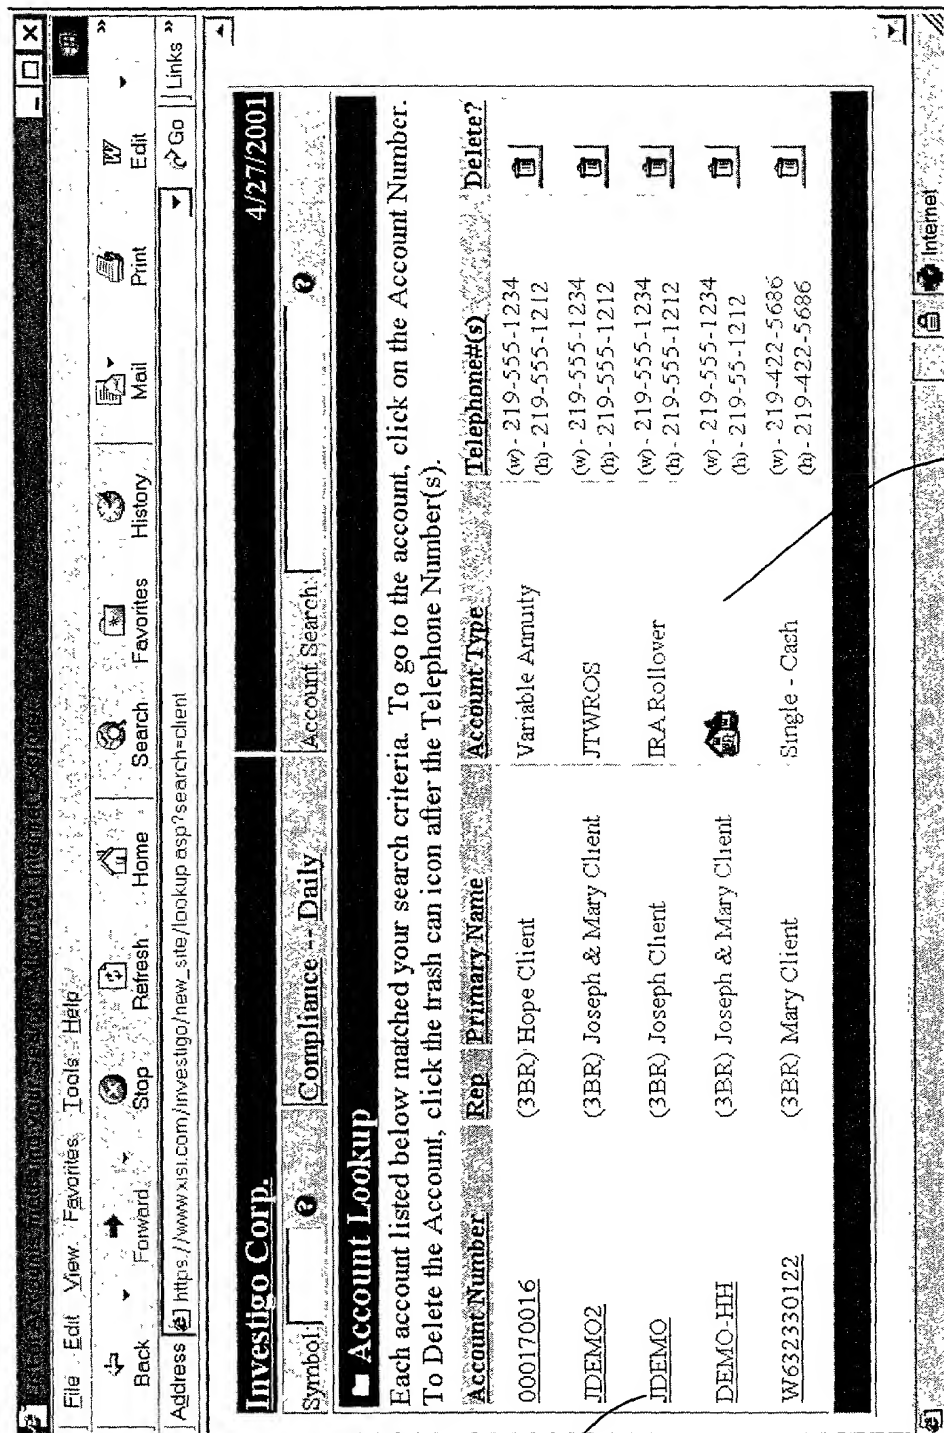 File Edit View Favorites Tools Help
Back Forward Stop Refresh Home Search Favorites History Mail Print Edit
Address https://www.xisi.com/investigo/new_site/lookup.asp?search=client Go Links
Investigo Corp. 4/27/2001
Symbol: Compliance -- Daily Account Search:
Account Lookup
Each account listed below matched your search criteria. To go to the account, click on the Account Number.
To Delete the Account, click the trash can icon after the Telephone Number(s).
Account Number Rep Primary Name Account Type Telephone#(s) Delete?
000170016 (3BR) Hope Client Variable Annuity (w) - 219-555-1234
(h) - 219-555-1212
JDEMO2 (3BR) Joseph & Mary Client JTWROS (w) - 219-555-1234
(h) - 219-555-1212
JDEMO (3BR) Joseph Client IRA Rollover (w) - 219-555-1234
(h) - 219-555-1212
DEMO-HH (3BR) Joseph & Mary Client (w) - 219-555-1234
(h) - 219-55-1212
W632330122 (3BR) Mary Client Single - Cash (w) - 219-422-5686
(h) - 219-422-5686
Internet